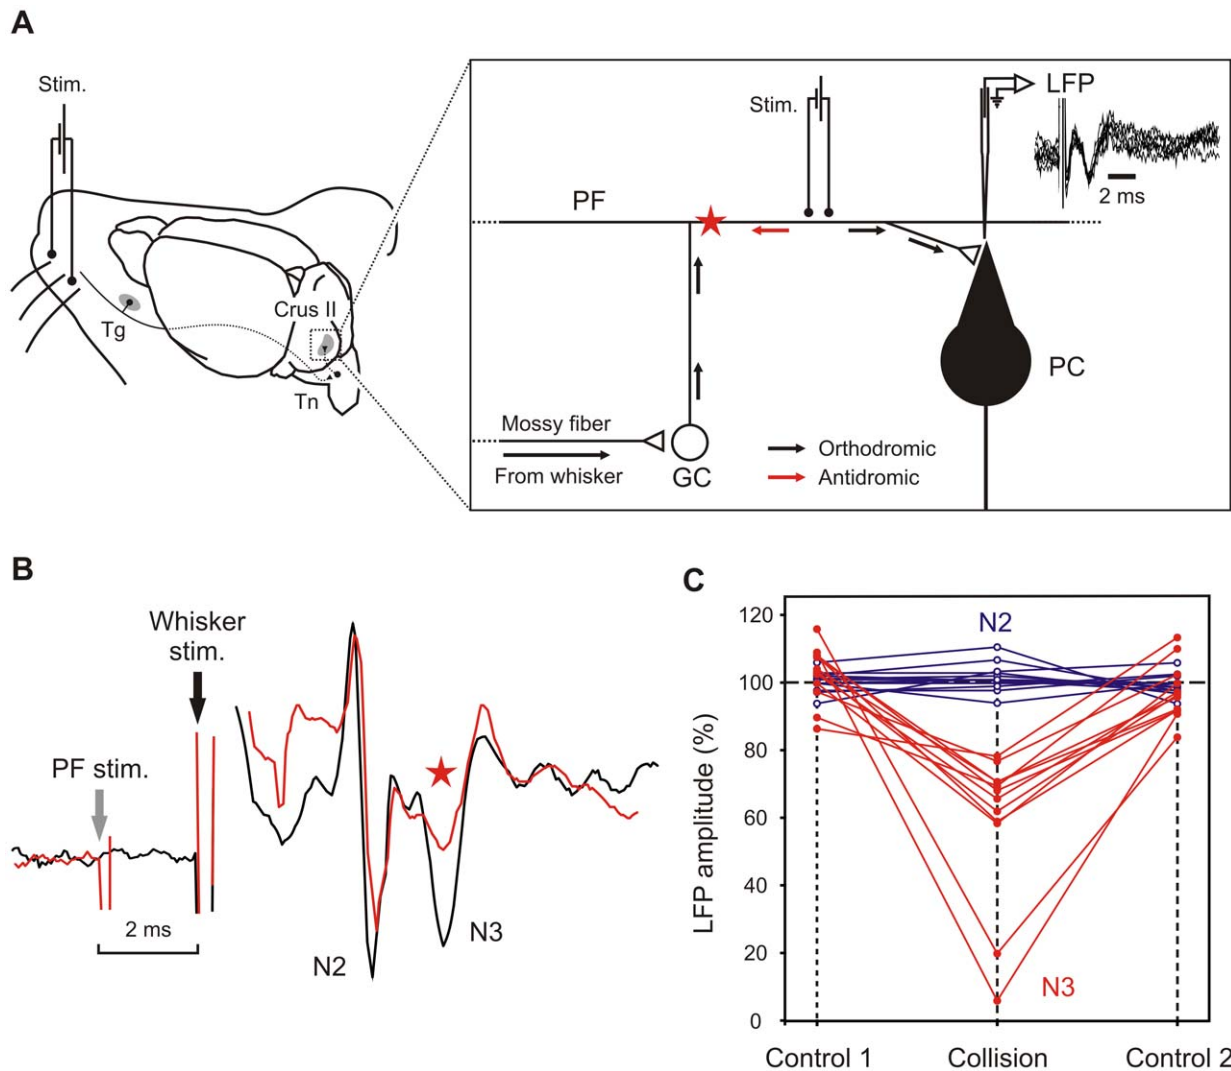 A
Stim.
Tg
Crus II
Tn
Stim.
LFP
2 ms
PF
PC
Mossy fiber
From whisker
GC
Orthodromic
Antidromic
B
Whisker
stim.
PF stim.
2 ms
N2
N3
C
LFP amplitude (%)
120
100
80
60
40
20
0
N2
N3
Control 1
Collision
Control 2